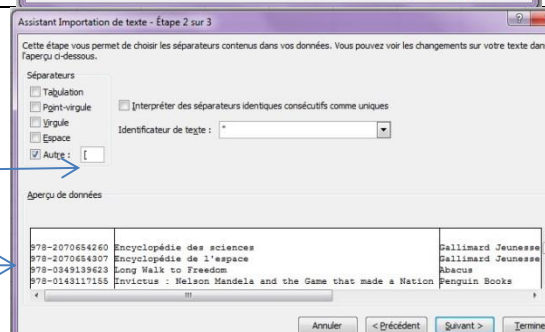 Assistant Importation de texte - Étape 2 sur 3
Cette étape vous permet de choisir les séparateurs contenus dans vos données. Vous pouvez voir les changements sur votre texte dans
l'aperçu ci-dessous.
Séparateurs
Tabulation
Point-virgule
Virgule
Espace
Autre : [
Interpréter des séparateurs identiques consécutifs comme uniques
Identificateur de texte : "
Aperçu de données
978-2070654260 Encyclopédie des sciences Gallimard Jeunesse
978-2070654307 Encyclopédie de l'espace Gallimard Jeunesse
978-0349139623 Long Walk to Freedom Abacus
978-0143117155 Invictus : Nelson Mandela and the Game that made a Nation Penguin Books
Annuler < Précédent Suivant > Termine